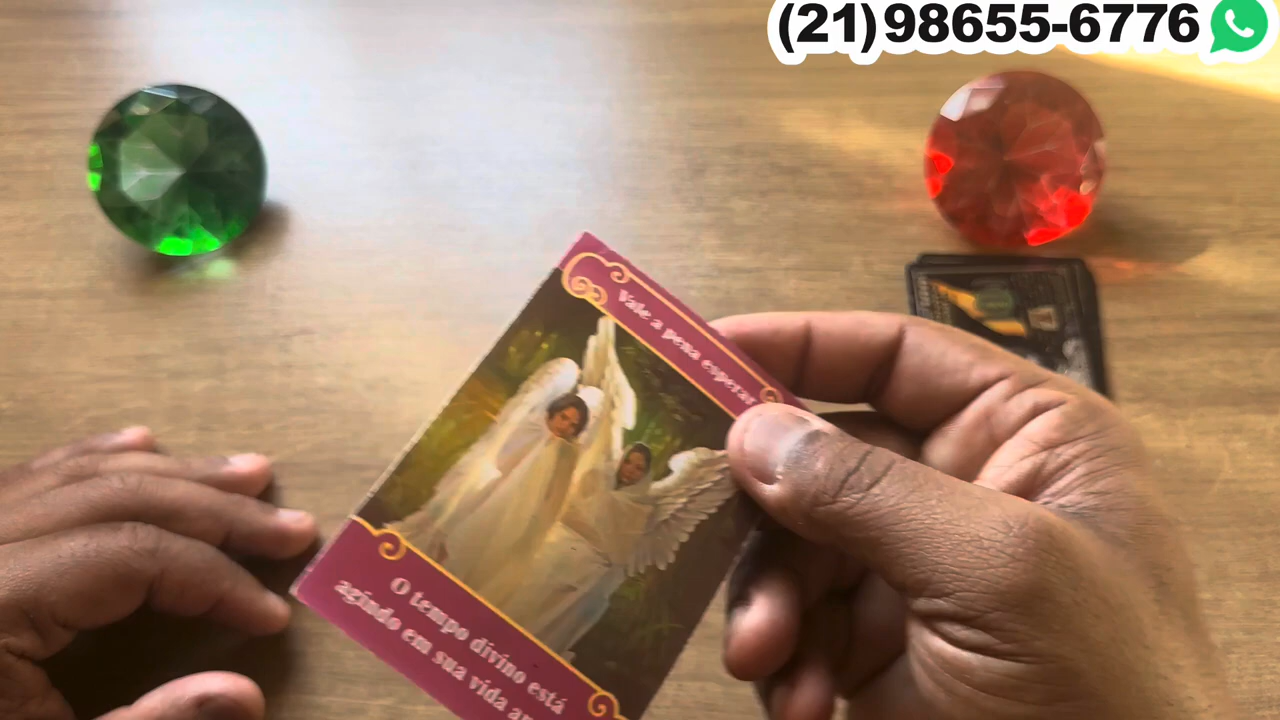 (21)98655-6776
Vale a pena esperar
O tempo divino está
agindo em sua vida